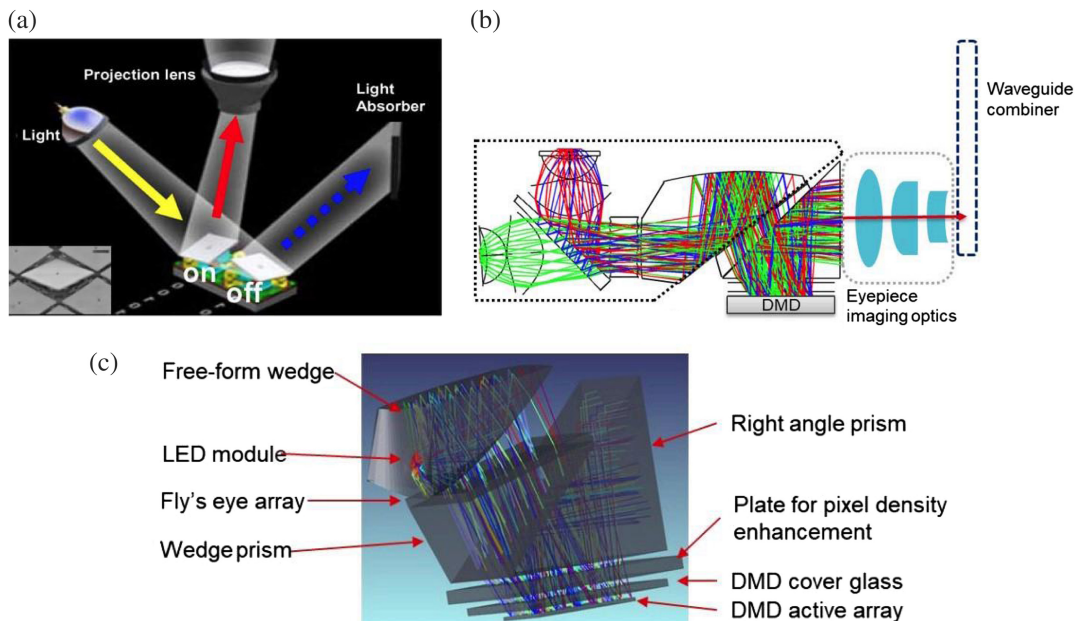 (a)
Projection lens
Light
Absorber
Light
on
off
(b)
Waveguide
combiner
DMD
Eyepiece
imaging optics
(c)
Free-form wedge
LED module
Fly's eye array
Wedge prism
Right angle prism
Plate for pixel density
enhancement
DMD cover glass
DMD active array